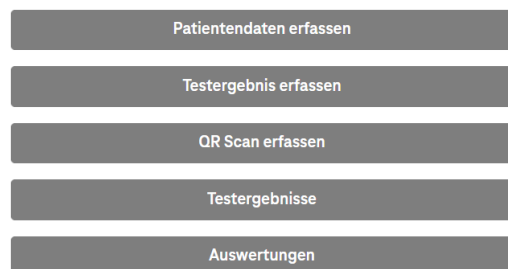 Patientendaten erfassen
Testergebnis erfassen
QR Scan erfassen
Testergebnisse
Auswertungen